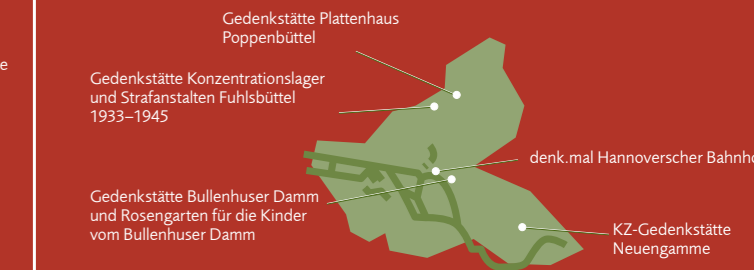 Gedenkstätte Plattenhaus
Poppenbüttel
Gedenkstätte Konzentrationslager
und Strafanstalten Fuhlsbüttel
1933–1945
denk.mal Hannoverscher
Gedenkstätte Bullenhuser Damm
und Rosengarten für die Kinder
vom Bullenhuser Damm
KZ-Gedenkstätte
Neuengamme